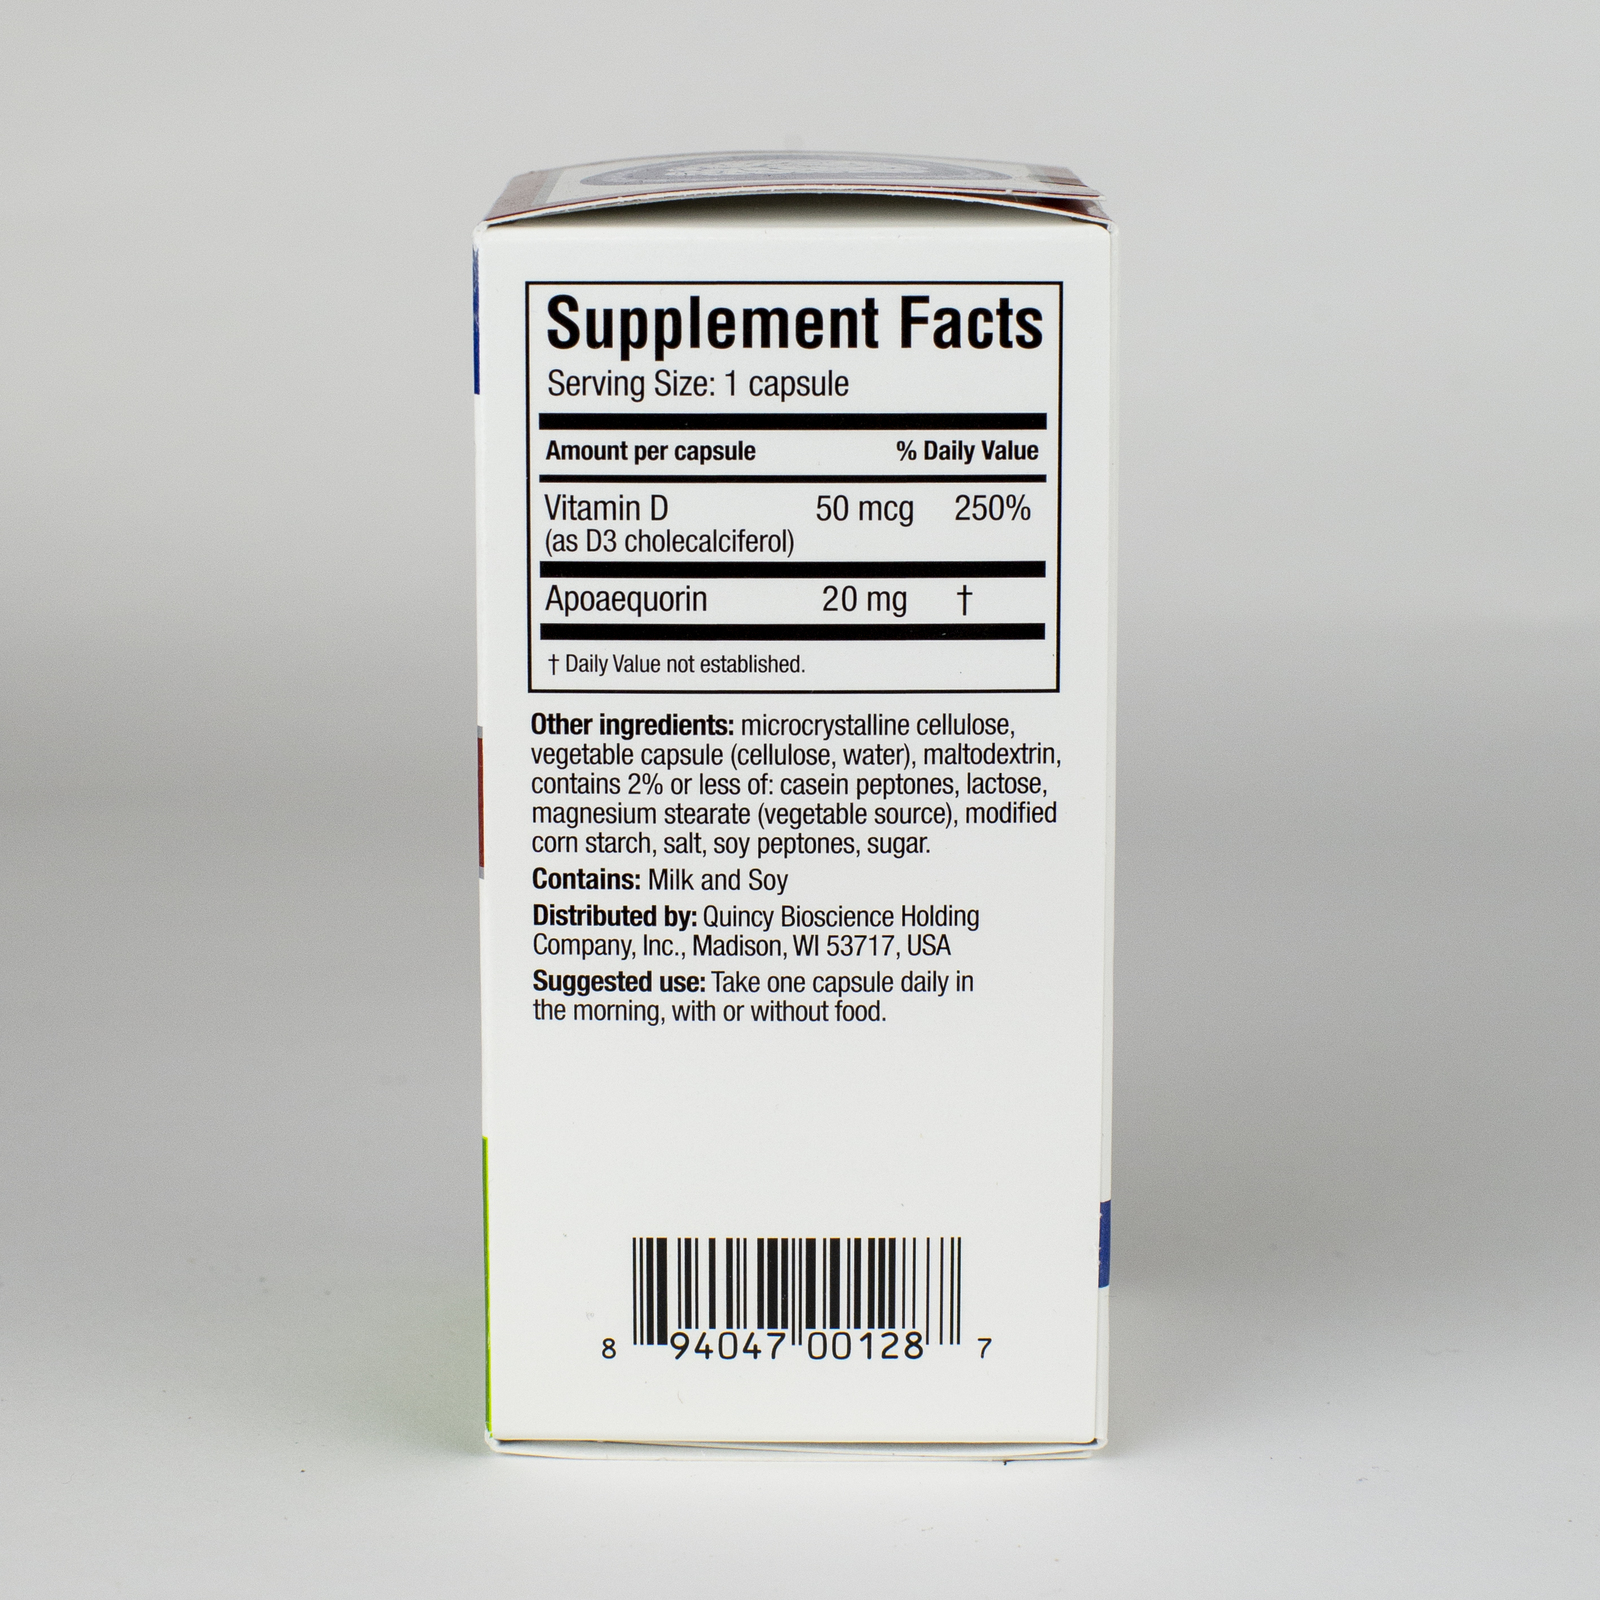 Supplement Facts
Serving Size: 1 capsule
Amount per capsule % Daily Value
Vitamin D 50 mcg 250%
(as D3 cholecalciferol)
Apoaequorin 20 mg †
† Daily Value not established.
Other ingredients: microcrystalline cellulose,
vegetable capsule (cellulose, water), maltodextrin,
contains 2% or less of: casein peptones, lactose,
magnesium stearate (vegetable source), modified
corn starch, salt, soy peptones, sugar.
Contains: Milk and Soy
Distributed by: Quincy Bioscience Holding
Company, Inc., Madison, WI 53717, USA
Suggested use: Take one capsule daily in
the morning, with or without food.
8 94047 00128 7